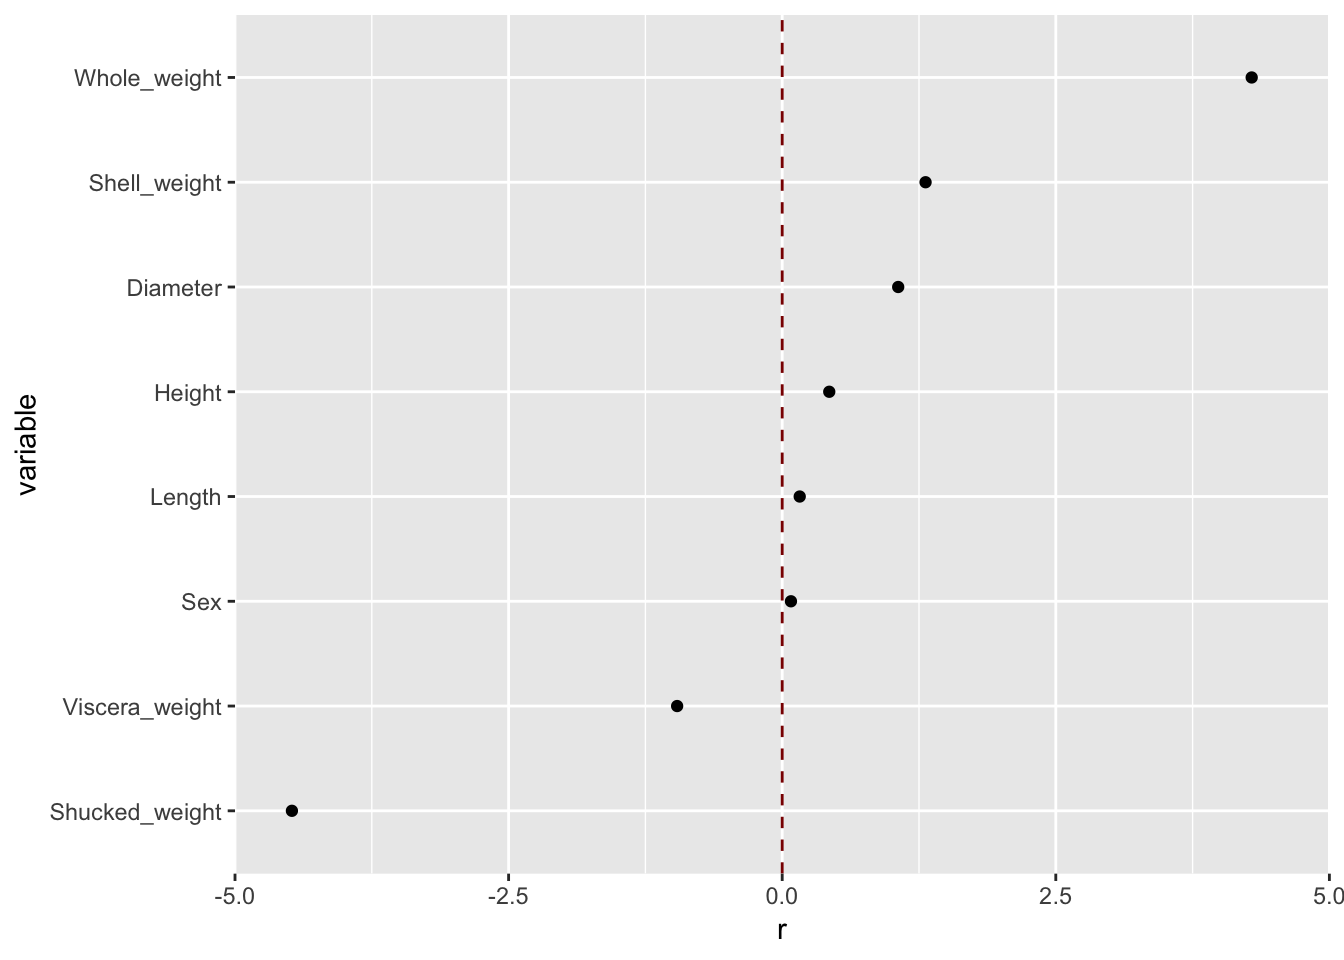 Whole_weight
Shell_weight
Diameter
Height
Length
Sex
Viscera_weight
Shucked_weight
variable
-5.0 -2.5 0.0 2.5 5.0
r